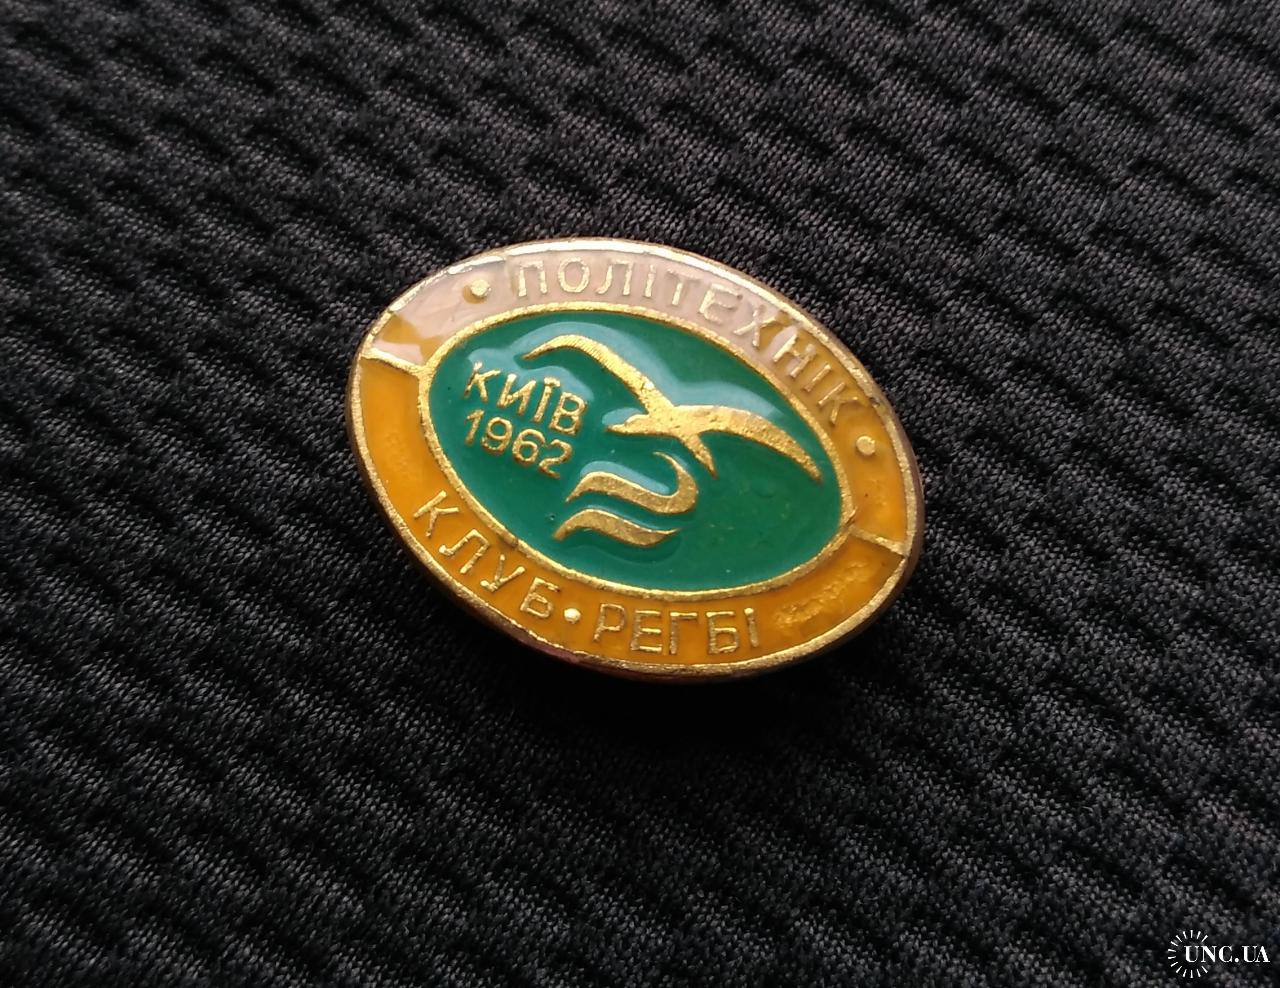 • ПОЛІТЕХНІК •
КИЇВ
1962
КЛУБ • РЕГБІ
UNC.UA